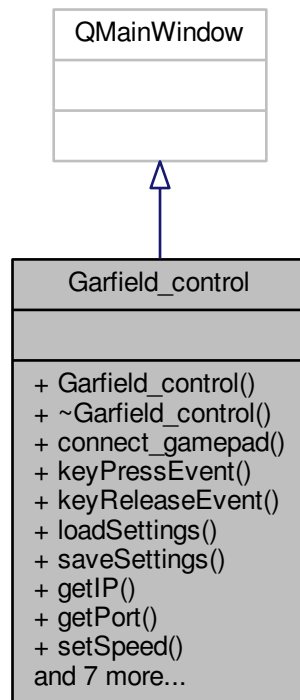 QMainWindow
Garfield_control
+ Garfield_control()
+ ~Garfield_control()
+ connect_gamepad()
+ keyPressEvent()
+ keyReleaseEvent()
+ loadSettings()
+ saveSettings()
+ getIP()
+ getPort()
+ setSpeed()
and 7 more...